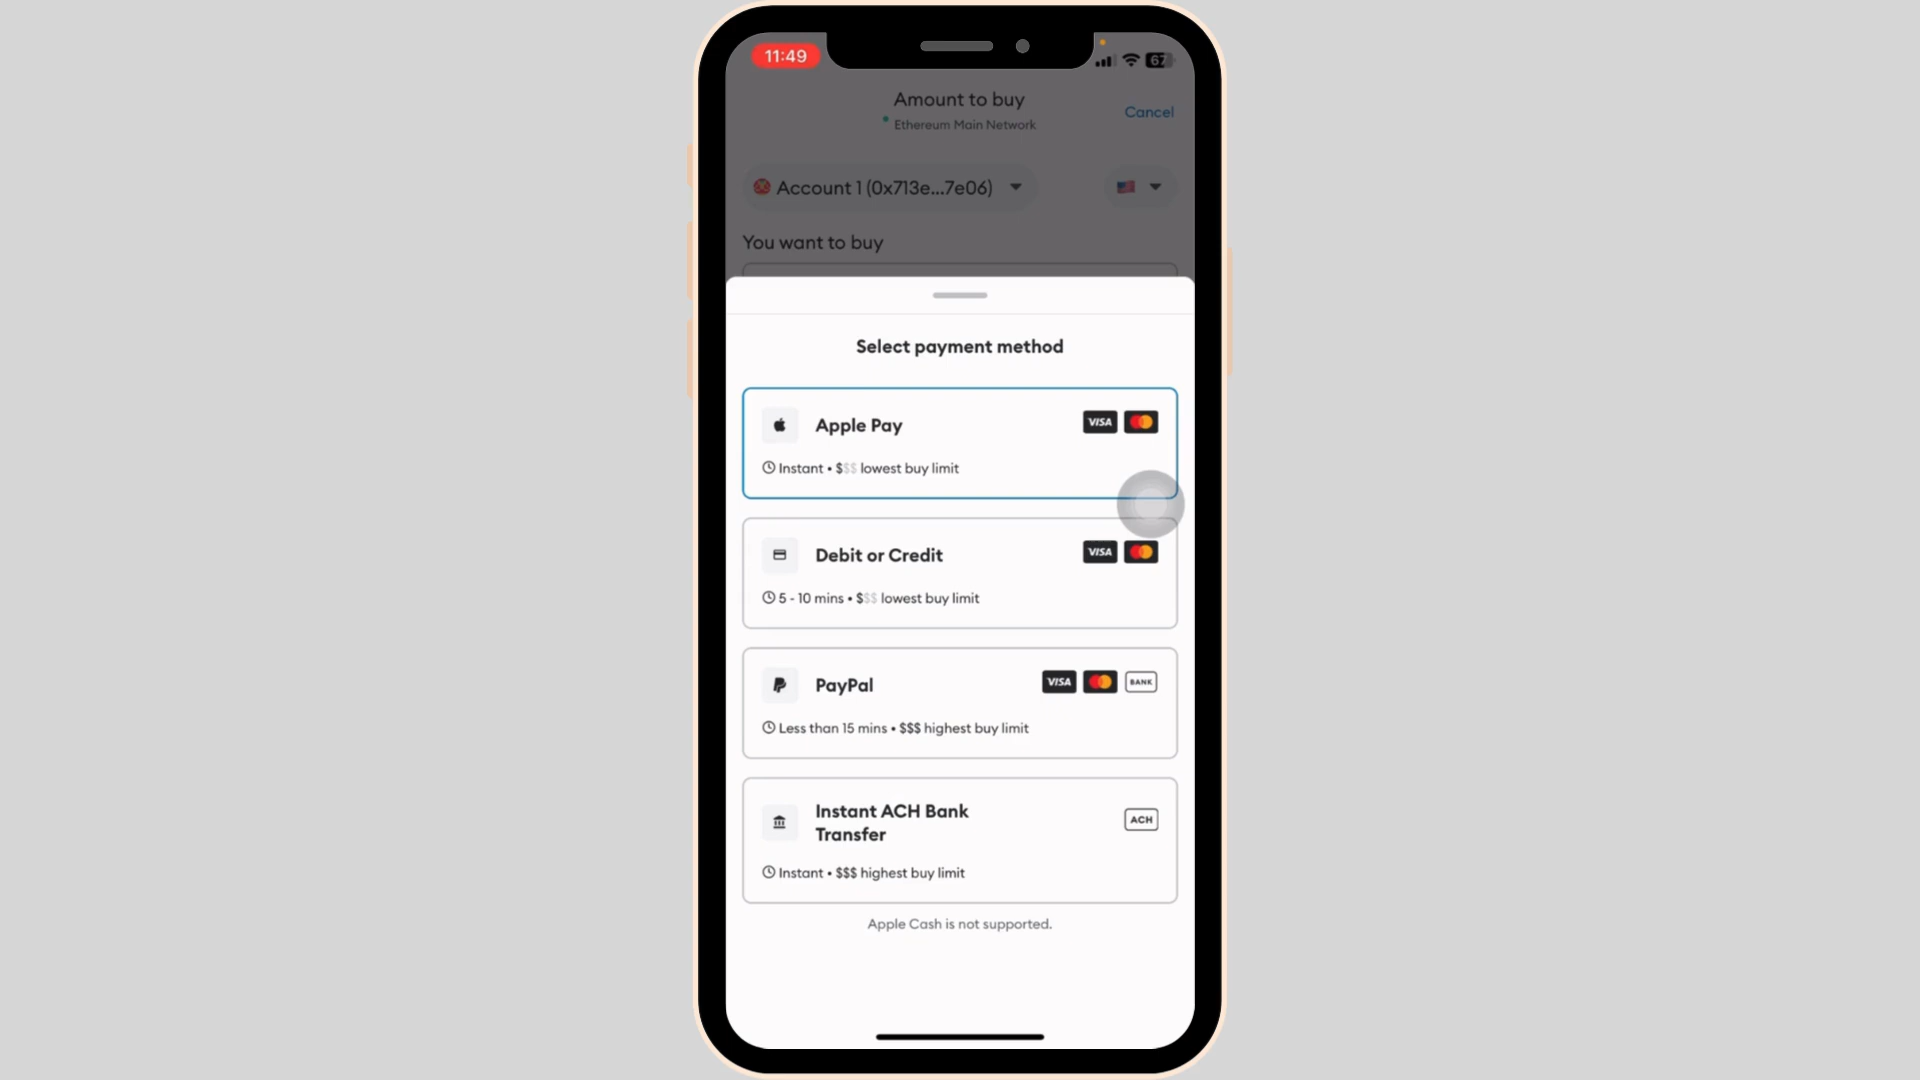 11:49
67
Amount to buy
Cancel
Ethereum Main Network
Account 1 (0x713e...7e06)
You want to buy
Select payment method
Apple Pay
VISA
Instant • $$$ lowest buy limit
Debit or Credit
VISA
5 - 10 mins • $$$ lowest buy limit
PayPal
VISA
BANK
Less than 15 mins • $$$ highest buy limit
Instant ACH Bank
Transfer
ACH
Instant • $$$ highest buy limit
Apple Cash is not supported.